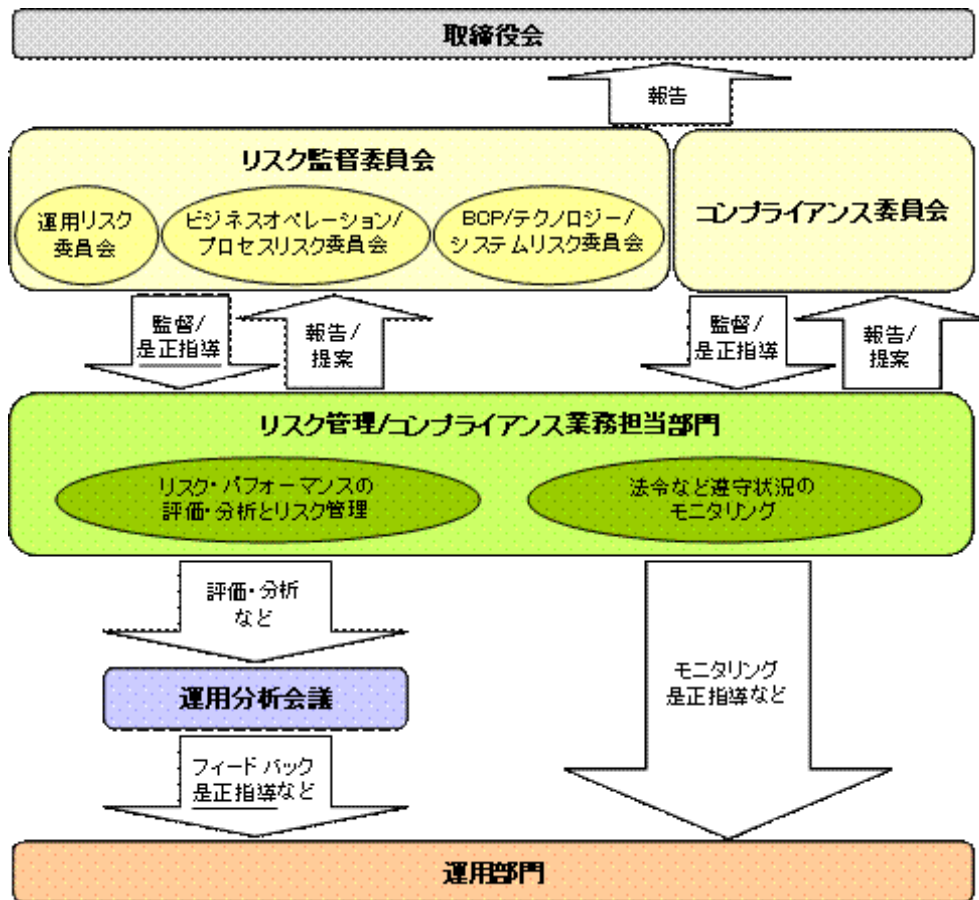 取締役会
報告
リスク監督委員会
運用リスク
委員会
ビジネスオペレーション/
プロセスリスク委員会
BCP/テクノロジー/
システムリスク委員会
コンプライアンス委員会
監督/
是正指導
報告/
提案
監督/
是正指導
報告/
提案
リスク管理/コンプライアンス業務担当部門
リスク・パフォーマンスの
評価・分析とリスク管理
法令など遵守状況の
モニタリング
評価・分析
など
運用分析会議
モニタリング
是正指導など
フィードバック
是正指導など
運用部門